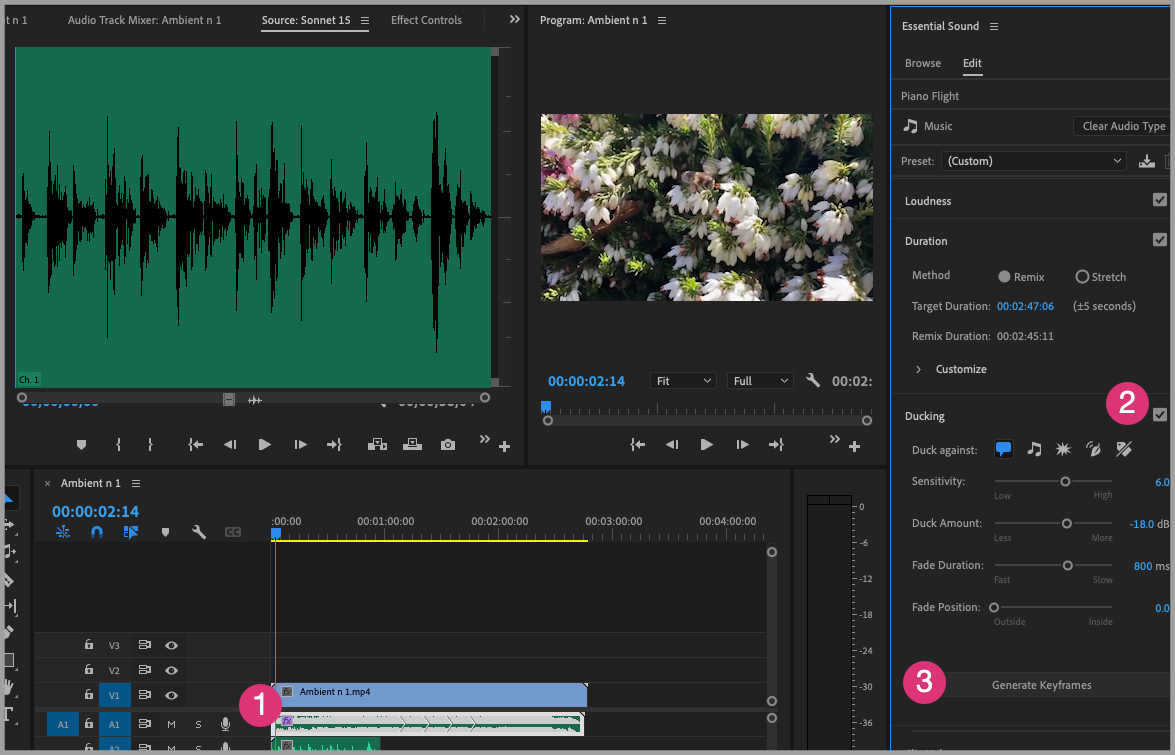 nt n 1 Audio Track Mixer: Ambient n 1 Source: Sonnet 15 Effect Controls
Ch. 1
Program: Ambient n 1
00:00:02:14 Fit Full 00:02:
Essential Sound
Browse Edit
Piano Flight
Music Clear Audio Type
Preset: (Custom)
Loudness
Duration
Method Remix Stretch
Target Duration: 00:02:47:06 (±5 seconds)
Remix Duration: 00:02:45:11
Customize
2
Ducking
Duck against:
Sensitivity: 6.0
Low High
Duck Amount: -18.0 dB
Less More
Fade Duration: 800 ms
Fast Slow
Fade Position: 0.0
Outside Inside
3
Generate Keyframes
× Ambient n 1
00:00:02:14
:00:00 00:01:00:00 00:02:00:00 00:03:00:00 00:04:00:00
CC
V3
V2
V1 fx Ambient n 1.mp4
1
A1 A1 M S fx
A2 M S fx
0
-6
-12
-18
-24
-30
-36